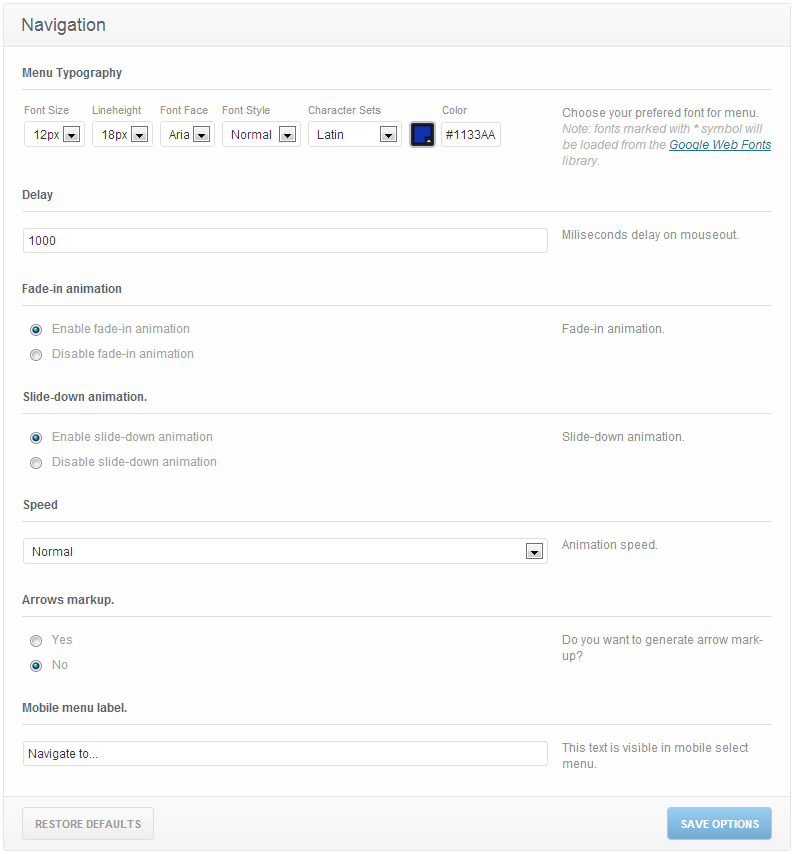 Navigation
Menu Typography
Font Size Lineheight Font Face Font Style Character Sets Color
12px 18px Aria Normal Latin #1133AA
Choose your prefered font for menu.
Note: fonts marked with * symbol will
be loaded from the Google Web Fonts
library.
Delay
1000
Miliseconds delay on mouseout.
Fade-in animation
Enable fade-in animation
Fade-in animation.
Disable fade-in animation
Slide-down animation.
Enable slide-down animation
Slide-down animation.
Disable slide-down animation
Speed
Normal
Animation speed.
Arrows markup.
Yes
No
Do you want to generate arrow mark-
up?
Mobile menu label.
Navigate to...
This text is visible in mobile select
menu.
RESTORE DEFAULTS
SAVE OPTIONS